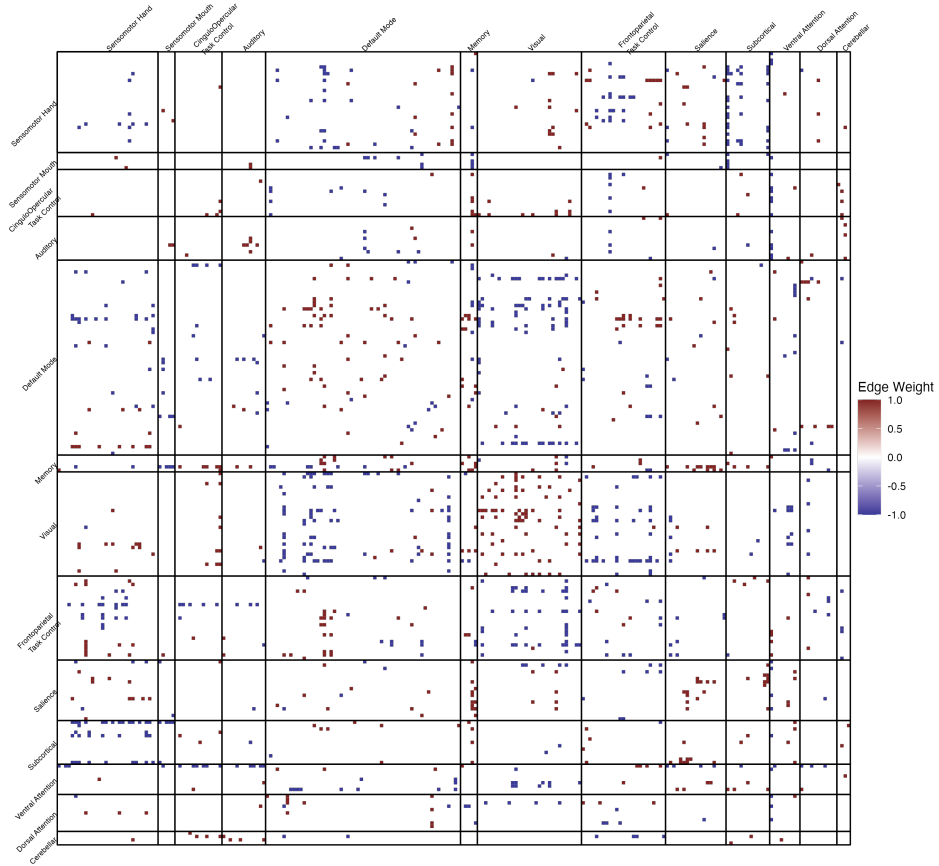 Sensomotor Hand
Sensomotor Mouth
CinguloOpercular
Task Control
Auditory
Default Mode
Memory
Visual
Frontoparietal
Task Control
Salience
Subcortical
Ventral Attention
Dorsal Attention
Cerebellar
Sensomotor Hand
Sensomotor Mouth
CinguloOpercular
Task Control
Auditory
Default Mode
Memory
Visual
Frontoparietal
Task Control
Salience
Subcortical
Ventral Attention
Dorsal Attention
Cerebellar
Edge Weight
1.0
0.5
0.0
-0.5
-1.0